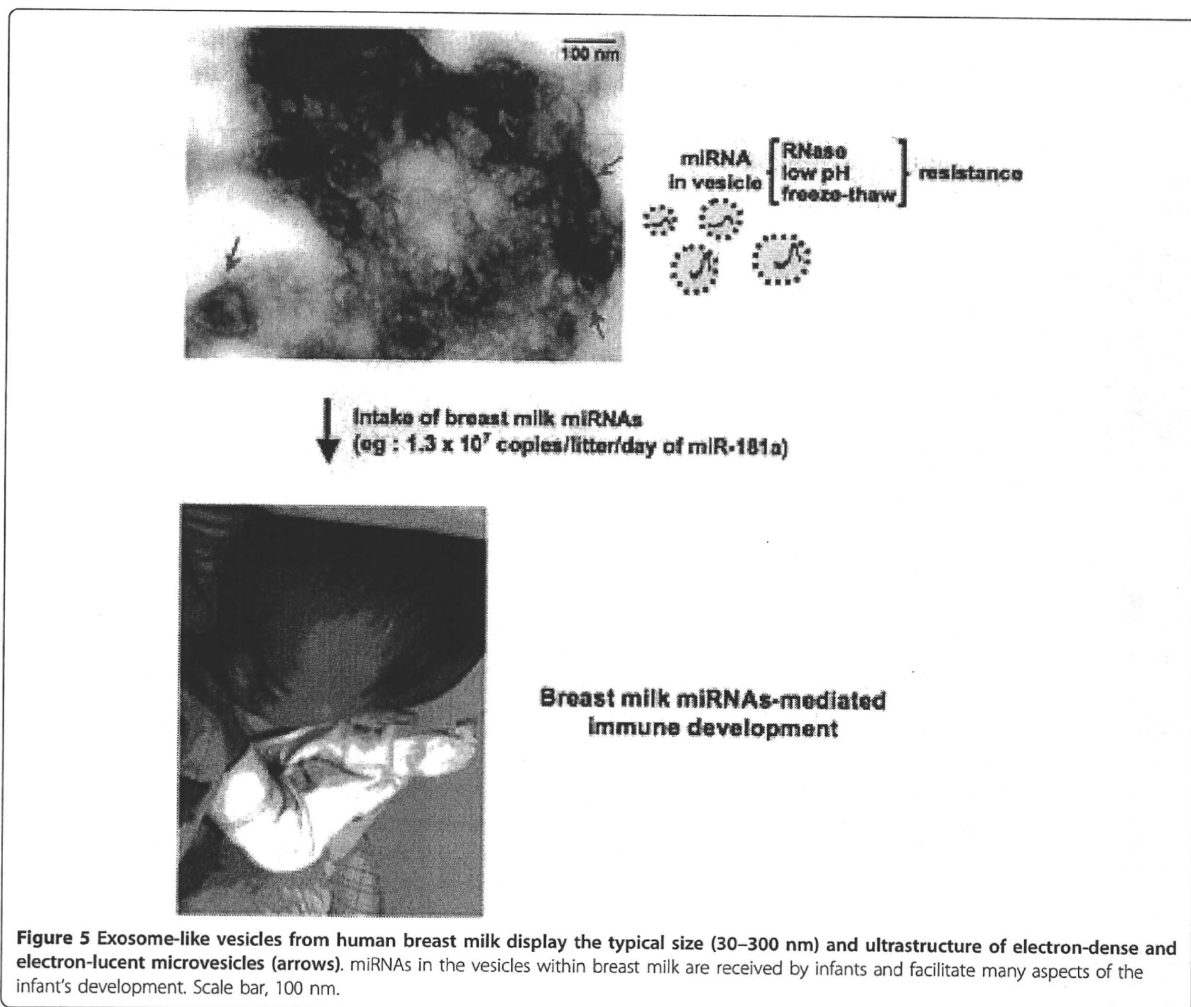 100 nm
miRNA
in vesicle
RNase
low pH
freeze-thaw
resistance
Intake of breast milk miRNAs
(eg : 1.3 x 10⁷ copies/litter/day of miR-181a)
Breast milk miRNAs-mediated
immune development
Figure 5 Exosome-like vesicles from human breast milk display the typical size (30–300 nm) and ultrastructure of electron-dense and
electron-lucent microvesicles (arrows). miRNAs in the vesicles within breast milk are received by infants and facilitate many aspects of the
infant's development. Scale bar, 100 nm.